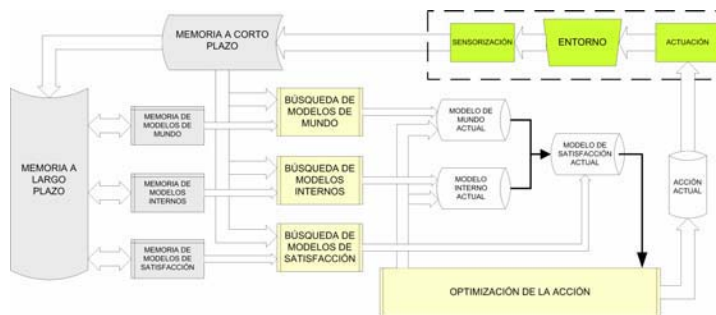 MEMORIA A CORTO
PLAZO
SENSORIZACIÓN
ENTORNO
ACTUACIÓN
MEMORIA A
LARGO
PLAZO
MEMORIA DE
MODELOS DE
MUNDO
BÚSQUEDA DE
MODELOS DE
MUNDO
MODELO DE
MUNDO
ACTUAL
MODELO DE
SATISFACCIÓN
ACTUAL
MEMORIA DE
MODELOS
INTERNOS
BÚSQUEDA DE
MODELOS
INTERNOS
MODELO
INTERNO
ACTUAL
ACCIÓN
ACTUAL
MEMORIA DE
MODELOS DE
SATISFACCIÓN
BÚSQUEDA DE
MODELOS DE
SATISFACCIÓN
OPTIMIZACIÓN DE LA ACCIÓN